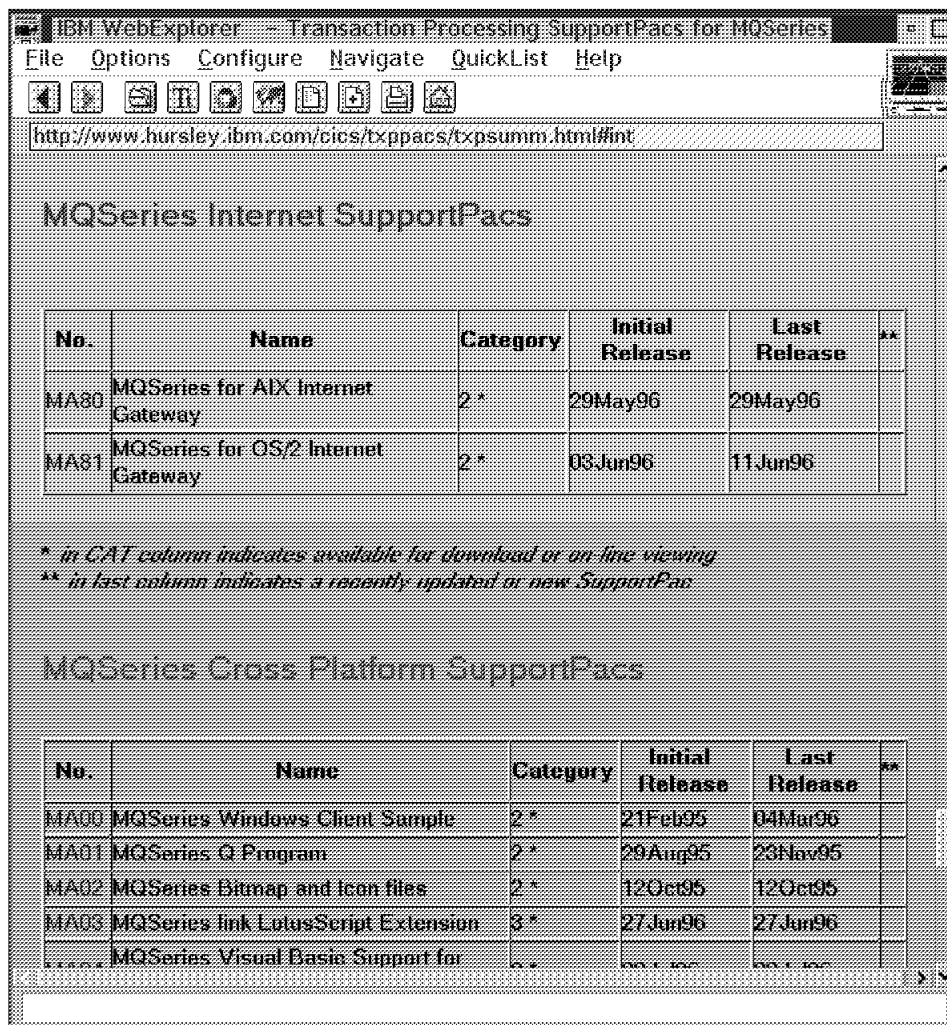 IBM WebExplorer – Transaction Processing SupportPacs for MQSeries
File Options Configure Navigate QuickList Help
http://www.hursley.ibm.com/cics/txppacs/txpsumm.html#int
MQSeries Internet SupportPacs
No. Name Category Initial Release Last Release **
MA80 MQSeries for AIX Internet Gateway 2 * 29May96 29May96
MA81 MQSeries for OS/2 Internet Gateway 2 * 03Jun96 11Jun96
* in CAT column indicates available for download or on-line viewing
** in last column indicates a recently updated or new SupportPac
MQSeries Cross Platform SupportPacs
No. Name Category Initial Release Last Release **
MA00 MQSeries Windows Client Sample 2 * 21Feb95 04Mar96
MA01 MQSeries Q Program 2 * 29Aug95 23Nov95
MA02 MQSeries Bitmap and Icon files 2 * 12Oct95 12Oct95
MA03 MQSeries link LotusScript Extension 3 * 27Jun96 27Jun96
MQSeries Visual Basic Support for